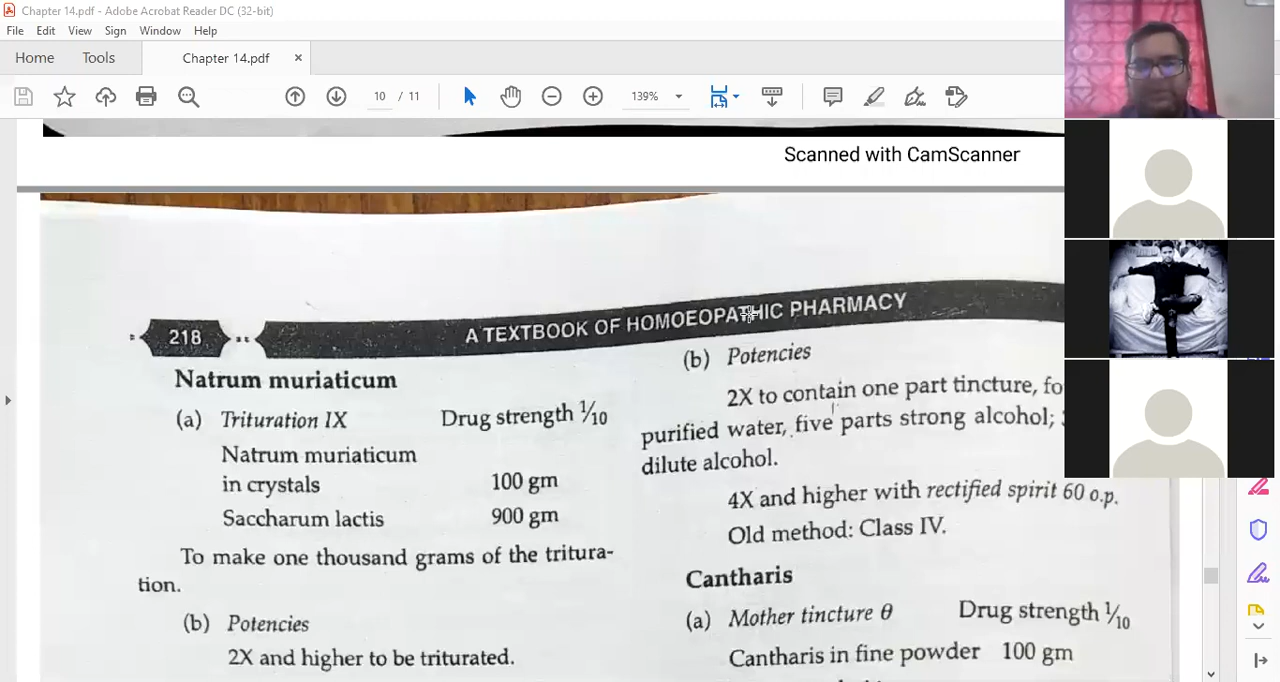 Chapter 14.pdf - Adobe Acrobat Reader DC (32-bit)
File Edit View Sign Window Help
Home Tools Chapter 14.pdf ×
10 / 11 139%
Scanned with CamScanner
218 A TEXTBOOK OF HOMOEOPATHIC PHARMACY
Natrum muriaticum
(a) Trituration IX Drug strength 1/10
Natrum muriaticum
in crystals 100 gm
Saccharum lactis 900 gm
To make one thousand grams of the tritura-
tion.
(b) Potencies
2X and higher to be triturated.
(b) Potencies
2X to contain one part tincture, fo
purified water, five parts strong alcohol;
dilute alcohol.
4X and higher with rectified spirit 60 o.p.
Old method: Class IV.
Cantharis
(a) Mother tincture θ Drug strength 1/10
Cantharis in fine powder 100 gm